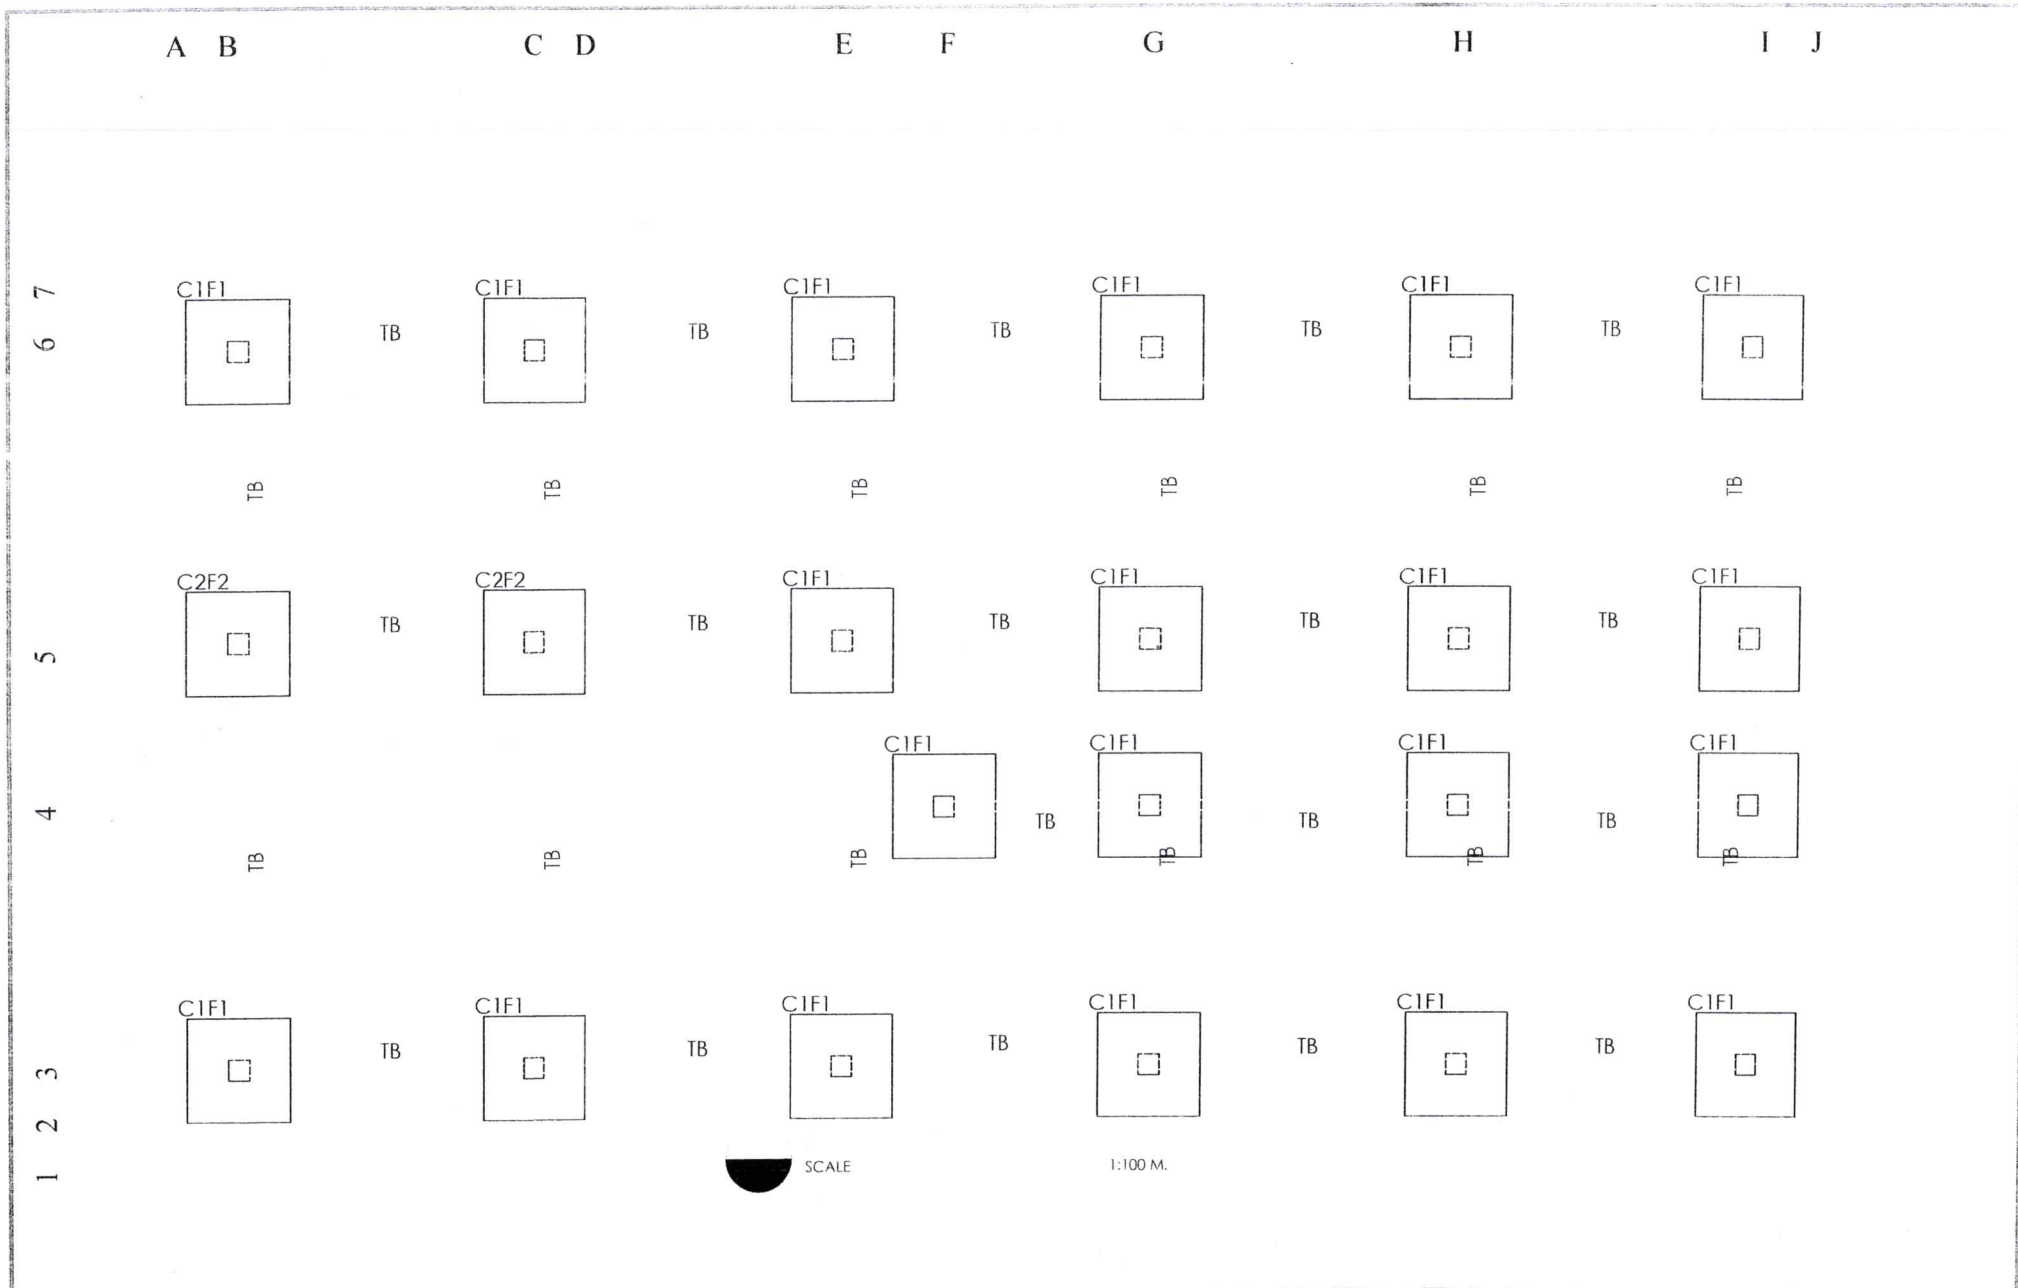 A B C D E F G H I J
7 C1F1 C1F1 C1F1 C1F1 C1F1 C1F1
6 TB TB TB TB TB
TB TB TB TB TB TB
C2F2 C2F2 C1F1 C1F1 C1F1 C1F1
5 TB TB TB TB TB
C1F1 C1F1 C1F1 C1F1
4 TB TB TB
TB TB TB TB TB TB
C1F1 C1F1 C1F1 C1F1 C1F1 C1F1
3 TB TB TB TB TB
2
1 SCALE 1:100 M.